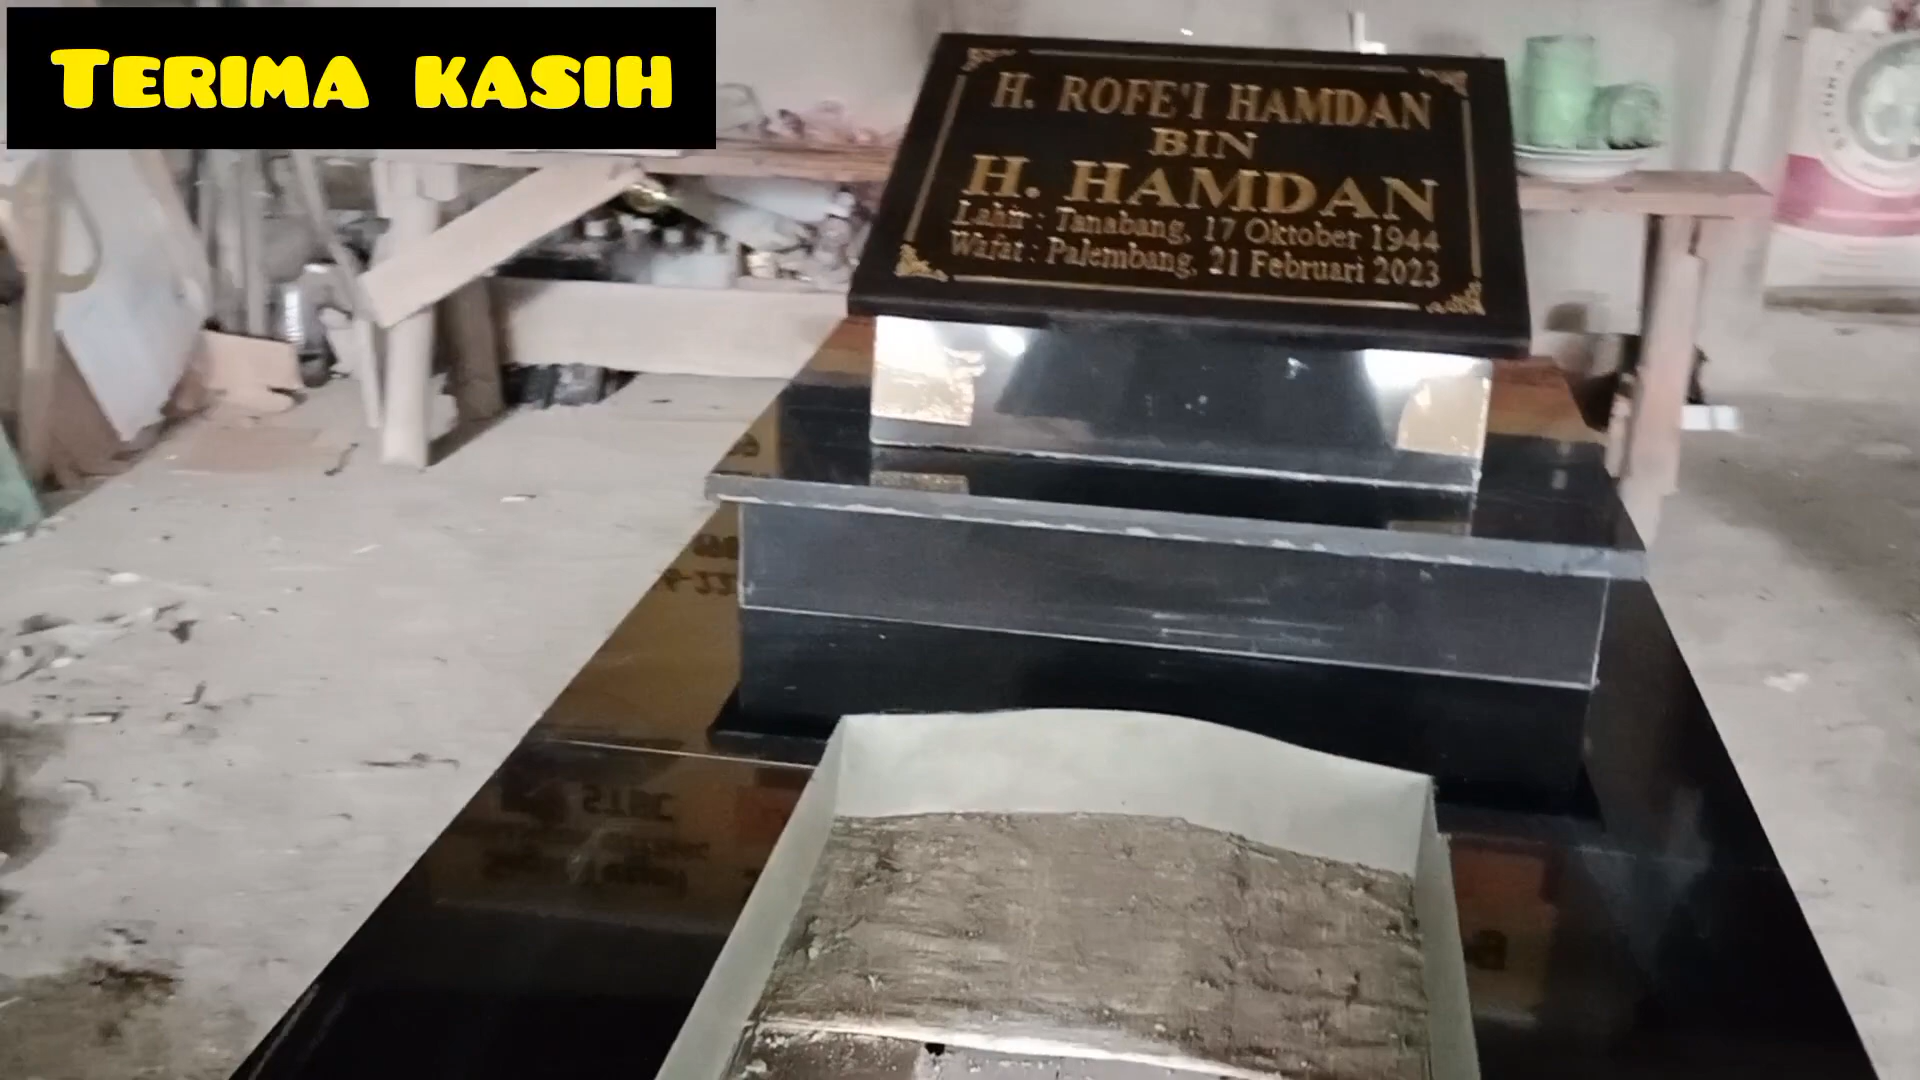 TERIMA KASIH
H. ROFE'I HAMDAN
BIN
H. HAMDAN
Lahir : Tanabang, 17 Oktober 1944
Wafat : Palembang, 21 Februari 2023